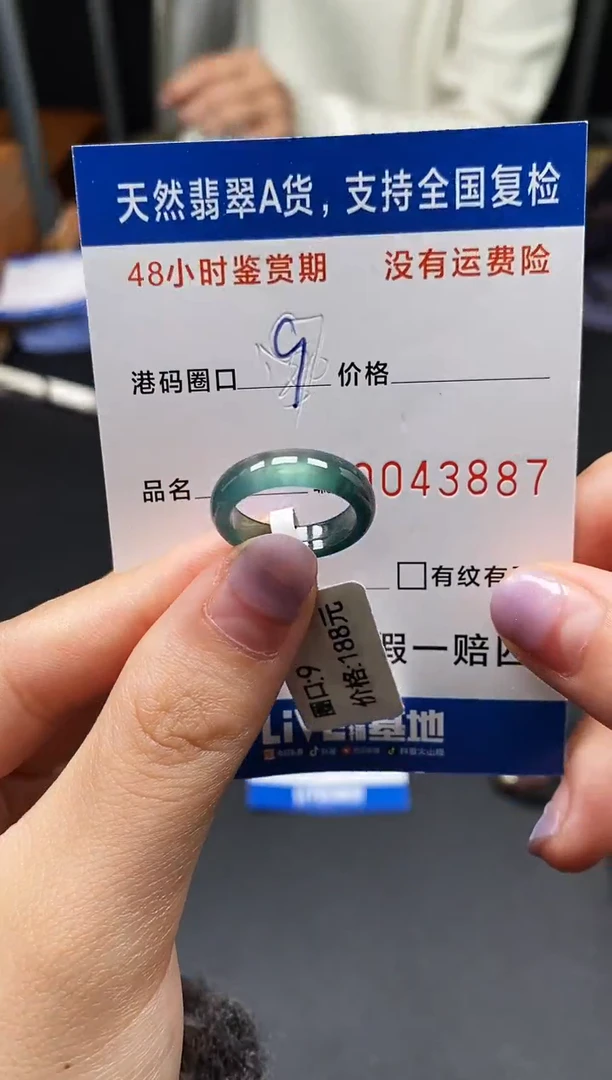 天然翡翠A货，支持全国复检
48小时鉴赏期 没有运费险
港码圈口 9 价格
品名 0043887
□有纹有
假一赔四
圈口:9
价格:188元
Live 基地